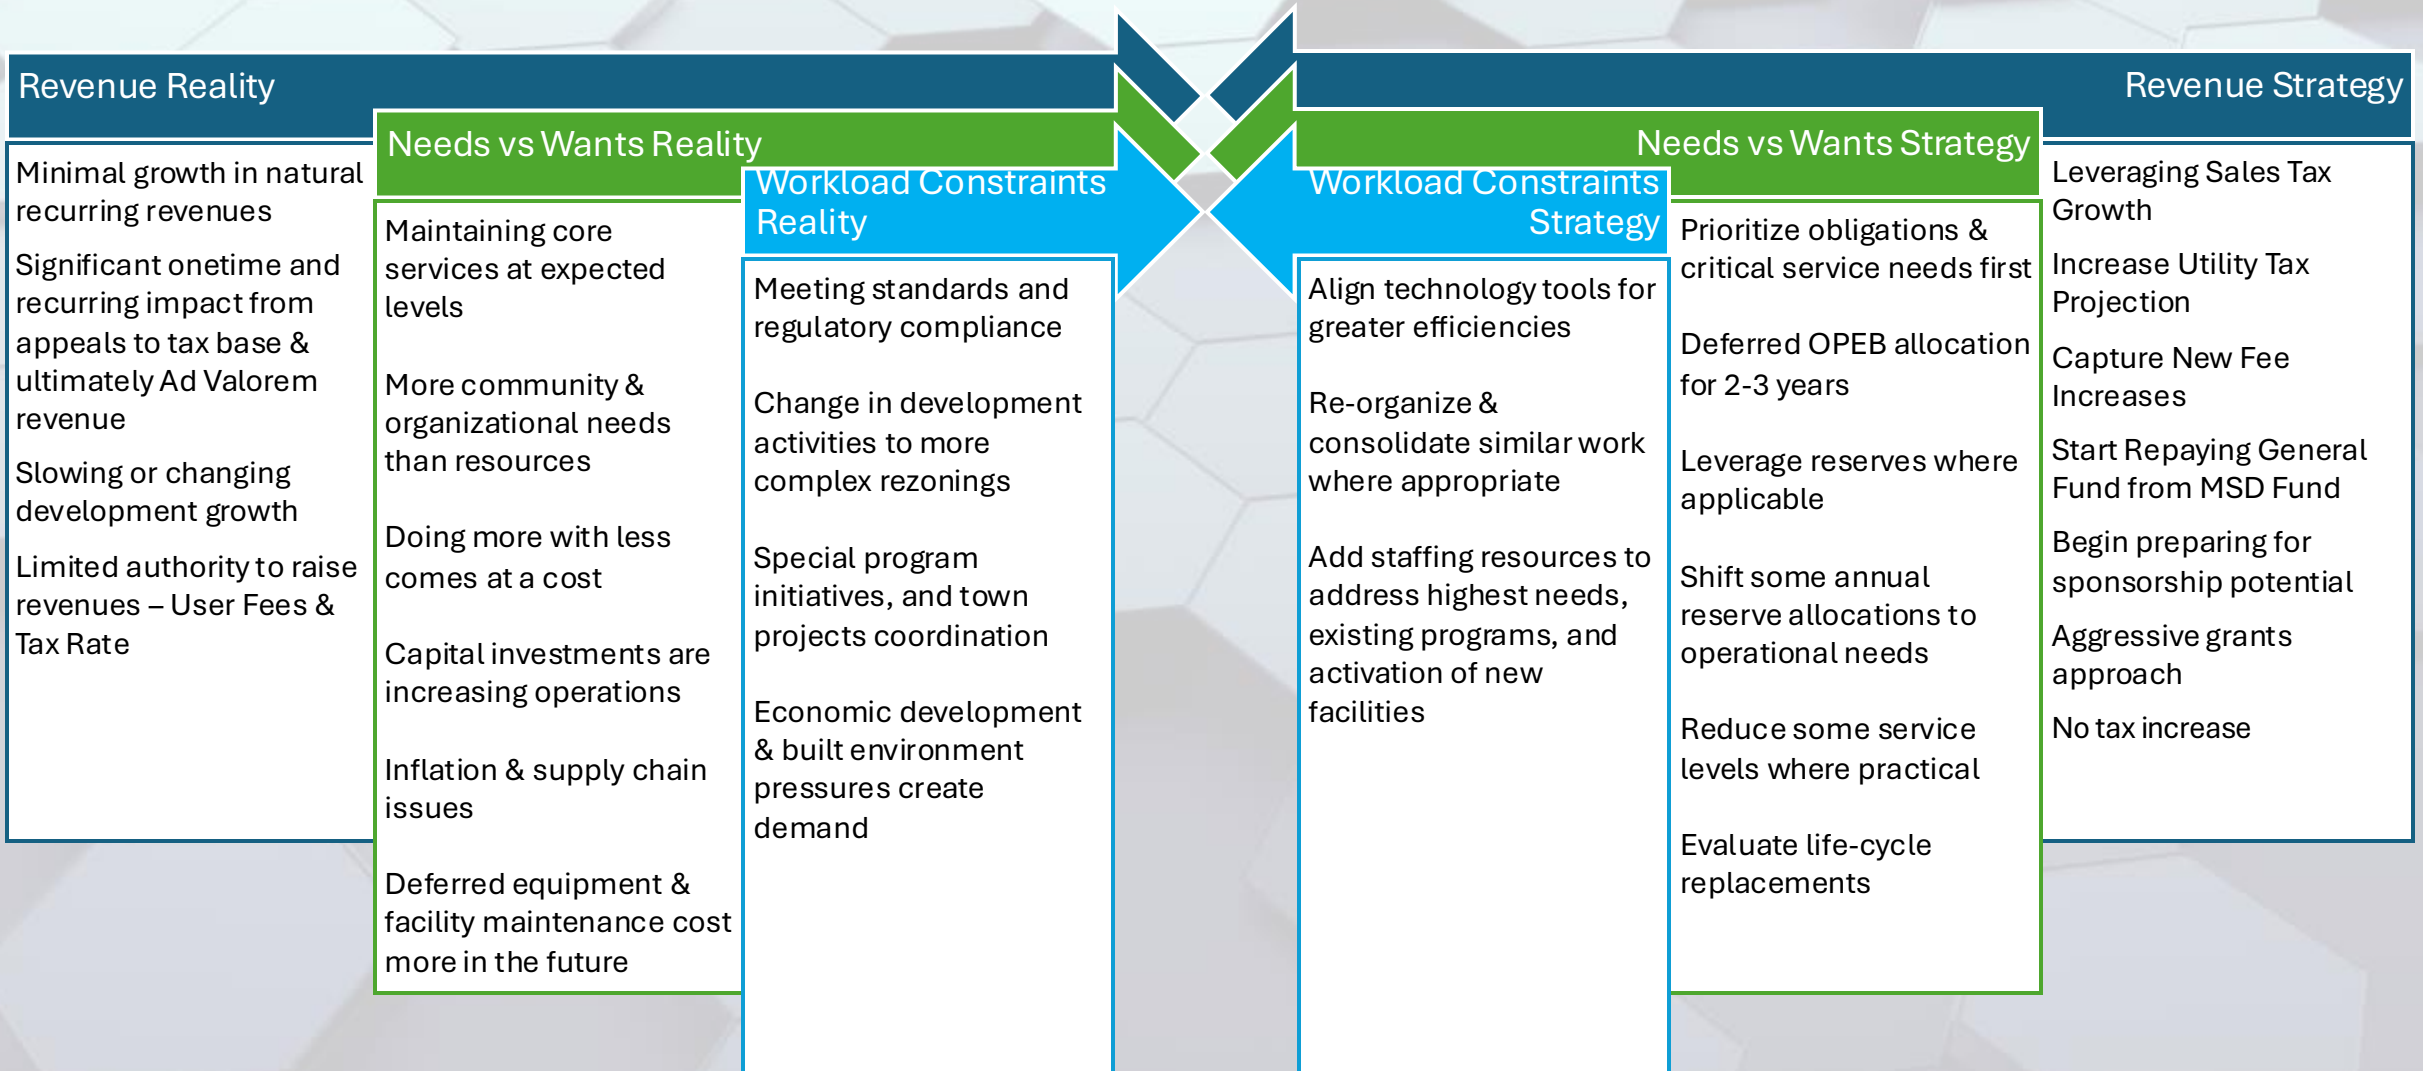 Revenue Reality
Minimal growth in natural
recurring revenues
Significant onetime and
recurring impact from
appeals to tax base &
ultimately Ad Valorem
revenue
Slowing or changing
development growth
Limited authority to raise
revenues – User Fees &
Tax Rate
Needs vs Wants Reality
Maintaining core
services at expected
levels
More community &
organizational needs
than resources
Doing more with less
comes at a cost
Capital investments are
increasing operations
Inflation & supply chain
issues
Deferred equipment &
facility maintenance cost
more in the future
Workload Constraints
Reality
Meeting standards and
regulatory compliance
Change in development
activities to more
complex rezonings
Special program
initiatives, and town
projects coordination
Economic development
& built environment
pressures create
demand
Workload Constraints
Strategy
Align technology tools for
greater efficiencies
Re-organize &
consolidate similar work
where appropriate
Add staffing resources to
address highest needs,
existing programs, and
activation of new
facilities
Needs vs Wants Strategy
Prioritize obligations &
critical service needs first
Deferred OPEB allocation
for 2-3 years
Leverage reserves where
applicable
Shift some annual
reserve allocations to
operational needs
Reduce some service
levels where practical
Evaluate life-cycle
replacements
Revenue Strategy
Leveraging Sales Tax
Growth
Increase Utility Tax
Projection
Capture New Fee
Increases
Start Repaying General
Fund from MSD Fund
Begin preparing for
sponsorship potential
Aggressive grants
approach
No tax increase